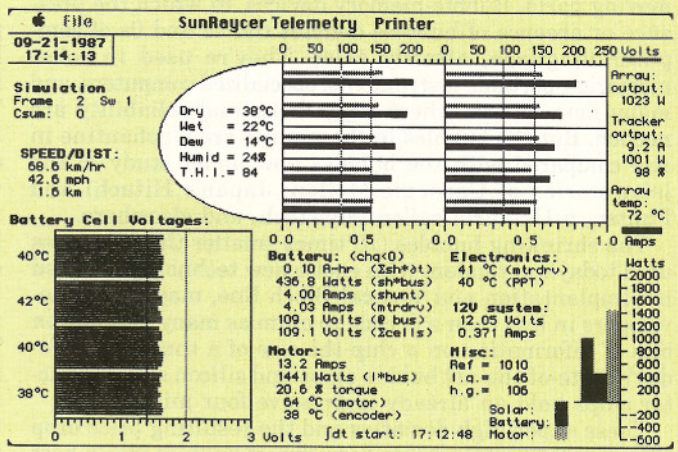 File SunRaycer Telemetry Printer
09-21-1987
17:14:13
0 50 100 150 200 0 50 100 150 200 250 Volts
Simulation
Frame 2 Sw 1
Csum: 0
SPEED/DIST:
68.6 km/hr
42.6 mph
1.6 km
Dry = 38°C
Wet = 22°C
Dew = 14°C
Humid = 24%
T.H.I.= 84
Array output:
1023 W
Tracker output:
9.2 A
1001 W
98 %
Array temp:
72 °C
Amps
0.0 0.5 0.0 0.5 1.0
Battery Cell Voltages:
40°C
42°C
40°C
38°C
0 1 2 3
Volts
Battery: (chg<0)
0.10 A-hr (Σsh*∂t)
436.8 Watts (sh*bus)
4.00 Amps (shunt)
4.03 Amps (mtrdrv)
109.1 Volts (@ bus)
109.1 Volts (Σcells)
Motor:
13.2 Amps
1441 Watts (I*bus)
20.6 % torque
64 °C (motor)
38 °C (encoder)
∫dt start: 17:12:48
Electronics:
41 °C (mtrdrv)
40 °C (PPT)
12V system:
12.05 Volts
0.371 Amps
Misc:
Ref = 1010
l.g. = 46
h.g. = 106
Solar:
Battery:
Motor:
Watts
2000
1800
1600
1400
1200
1000
800
600
400
200
0
-200
-400
-600